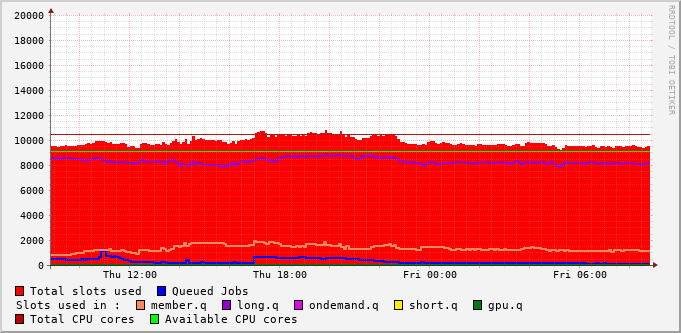 20000
18000
16000
14000
12000
10000
8000
6000
4000
2000
0
Thu 12:00 Thu 18:00 Fri 00:00 Fri 06:00
RRDTOOL / TOBI OETIKER
Total slots used Queued Jobs
Slots used in : member.q long.q ondemand.q short.q gpu.q
Total CPU cores Available CPU cores